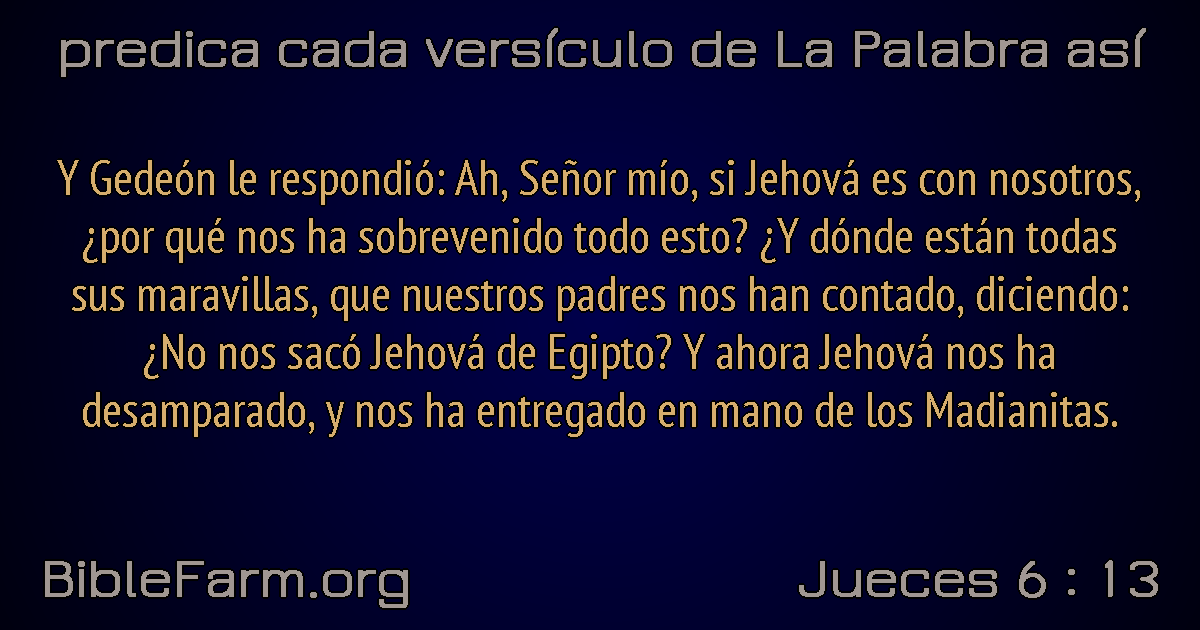 predica cada versículo de La Palabra así
Y Gedeón le respondió: Ah, Señor mío, si Jehová es con nosotros,
¿por qué nos ha sobrevenido todo esto? ¿Y dónde están todas
sus maravillas, que nuestros padres nos han contado, diciendo:
¿No nos sacó Jehová de Egipto? Y ahora Jehová nos ha
desamparado, y nos ha entregado en mano de los Madianitas.
BibleFarm.org
Jueces 6 : 13